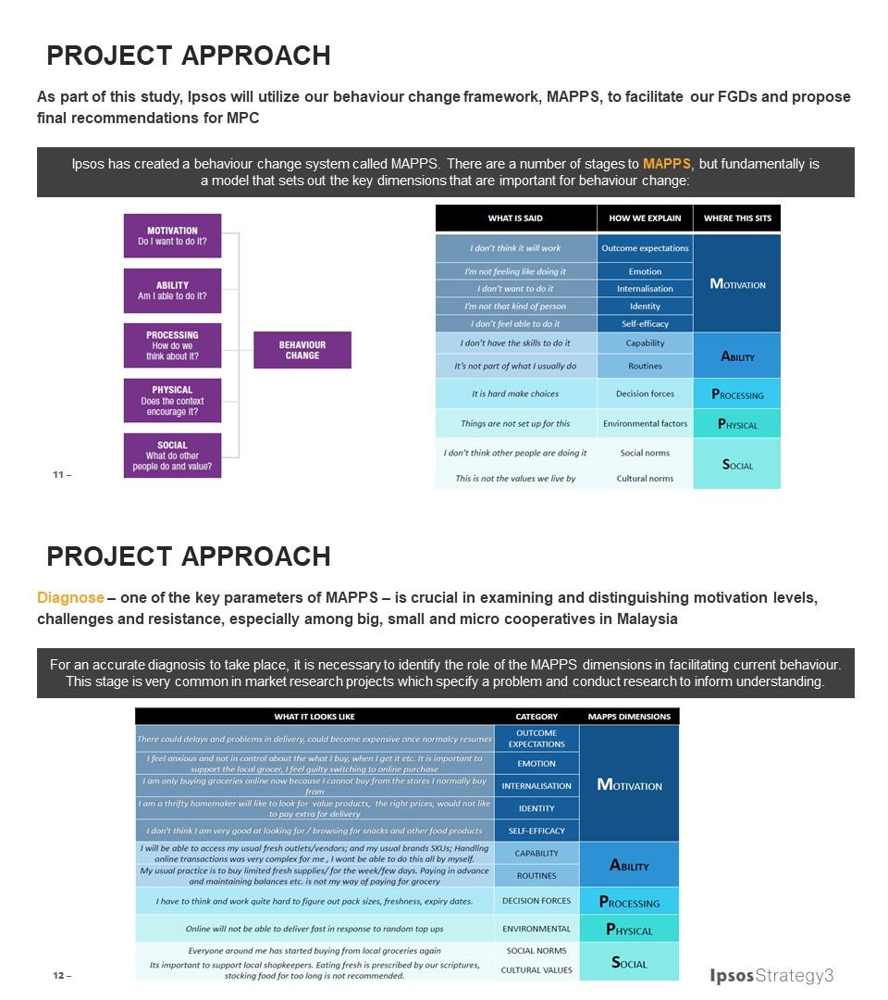 PROJECT APPROACH
As part of this study, Ipsos will utilize our behaviour change framework, MAPPS, to facilitate our FGDs and propose
final recommendations for MPC
Ipsos has created a behaviour change system called MAPPS. There are a number of stages to MAPPS, but fundamentally is
a model that sets out the key dimensions that are important for behaviour change:
MOTIVATION
Do I want to do it?
ABILITY
Am I able to do it?
PROCESSING
How do we
think about it?
PHYSICAL
Does the context
encourage it?
SOCIAL
What do other
people do and value?
BEHAVIOUR
CHANGE
WHAT IS SAID HOW WE EXPLAIN WHERE THIS SITS
I don't think it will work Outcome expectations
I'm not feeling like doing it Emotion
I don't want to do it Internalisation
MOTIVATION
I'm not that kind of person Identity
I don't feel able to do it Self-efficacy
I don't have the skills to do it Capability
ABILITY
It's not part of what I usually do Routines
It is hard make choices Decision forces PROCESSING
Things are not set up for this Environmental factors PHYSICAL
I don't think other people are doing it Social norms
SOCIAL
This is not the values we live by Cultural norms
11 –
PROJECT APPROACH
Diagnose – one of the key parameters of MAPPS – is crucial in examining and distinguishing motivation levels,
challenges and resistance, especially among big, small and micro cooperatives in Malaysia
For an accurate diagnosis to take place, it is necessary to identify the role of the MAPPS dimensions in facilitating current behaviour.
This stage is very common in market research projects which specify a problem and conduct research to inform understanding.
WHAT IT LOOKS LIKE CATEGORY MAPPS DIMENSIONS
There could delays and problems in delivery, could become expensive once normalcy resumes
OUTCOME
EXPECTATIONS
I feel anxious and not in control about the what I buy, when I get it etc. It is important to
support the local grocer, I feel guilty switching to online purchase
EMOTION
I am only buying groceries online now because I cannot buy from the stores I normally buy
from
INTERNALISATION
MOTIVATION
I am a thrifty homemaker will like to look for value products, the right prices, would not like
to pay extra for delivery
IDENTITY
I don't think I am very good at looking for / browsing for snacks and other food products
SELF-EFFICACY
I will be able to access my usual fresh outlets/vendors; and my usual brands SKUs; Handling
online transactions was very complex for me , I wont be able to do this all by myself.
CAPABILITY
ABILITY
My usual practice is to buy limited fresh supplies/ for the week/few days. Paying in advance
and maintaining balances etc. is not my way of paying for grocery
ROUTINES
I have to think and work quite hard to figure out pack sizes, freshness, expiry dates.
DECISION FORCES
PROCESSING
Online will not be able to deliver fast in response to random top ups
ENVIRONMENTAL
PHYSICAL
Everyone around me has started buying from local groceries again
SOCIAL NORMS
SOCIAL
Its important to support local shopkeepers. Eating fresh is prescribed by our scriptures,
stocking food for too long is not recommended.
CULTURAL VALUES
12 –
IpsosStrategy3